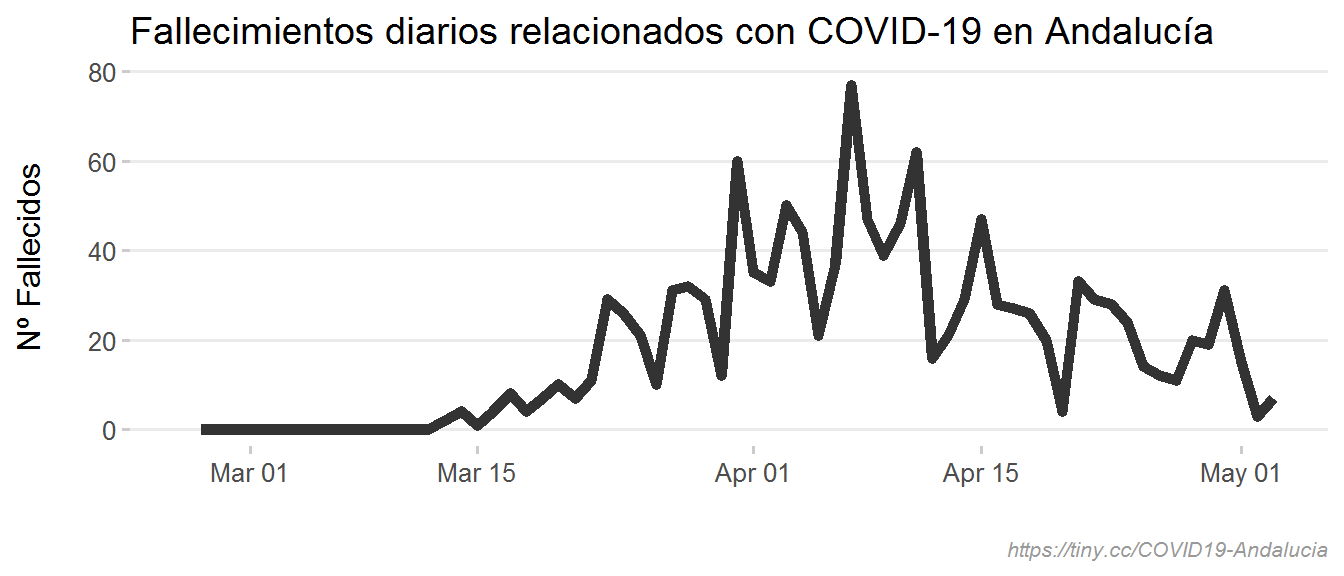 Fallecimientos diarios relacionados con COVID-19 en Andalucía
Nº Fallecidos
80
60
40
20
0
Mar 01 Mar 15 Apr 01 Apr 15 May 01
https://tiny.cc/COVID19-Andalucia